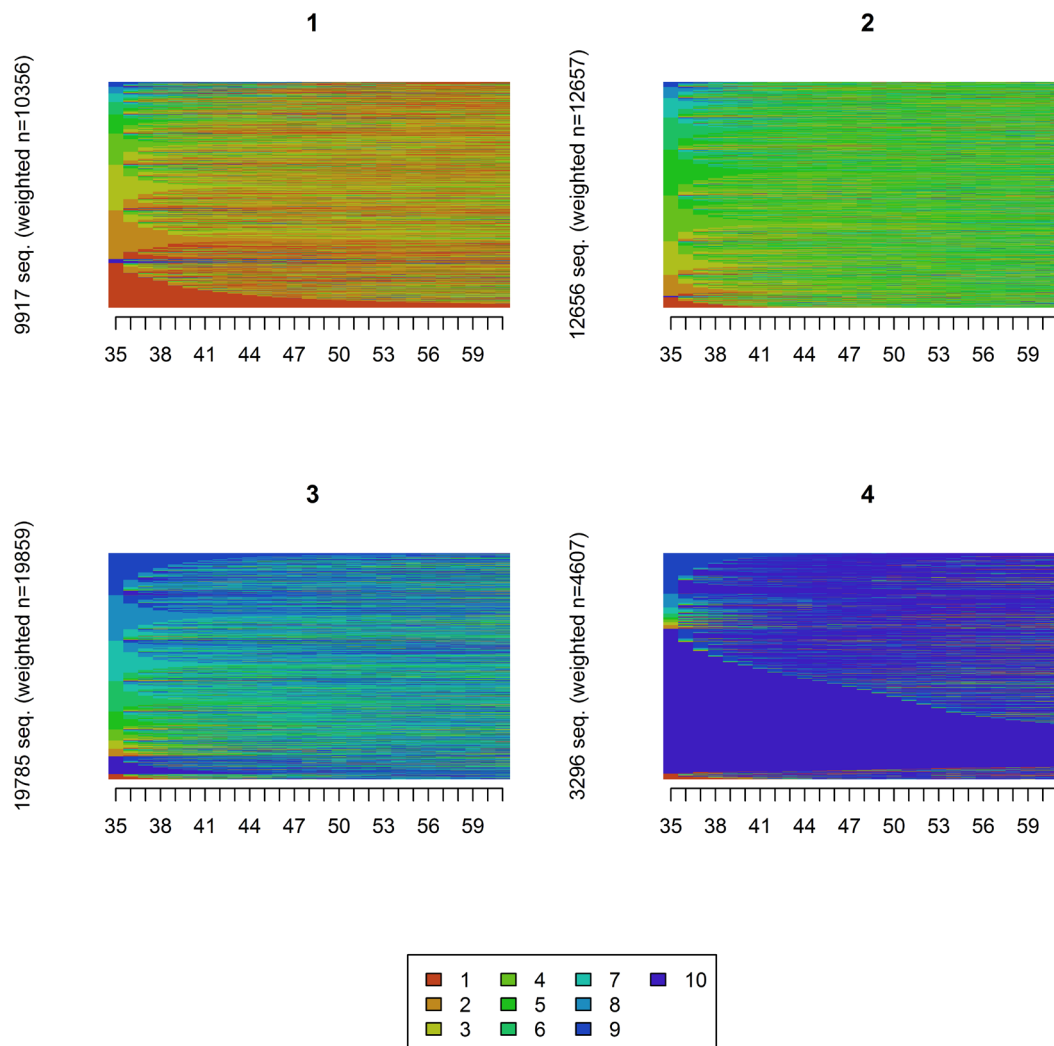 1
9917 seq. (weighted n=10356)
35 38 41 44 47 50 53 56 59
2
12656 seq. (weighted n=12657)
35 38 41 44 47 50 53 56 59
3
19785 seq. (weighted n=19859)
35 38 41 44 47 50 53 56 59
4
3296 seq. (weighted n=4607)
35 38 41 44 47 50 53 56 59
1 4 7 10
2 5 8
3 6 9